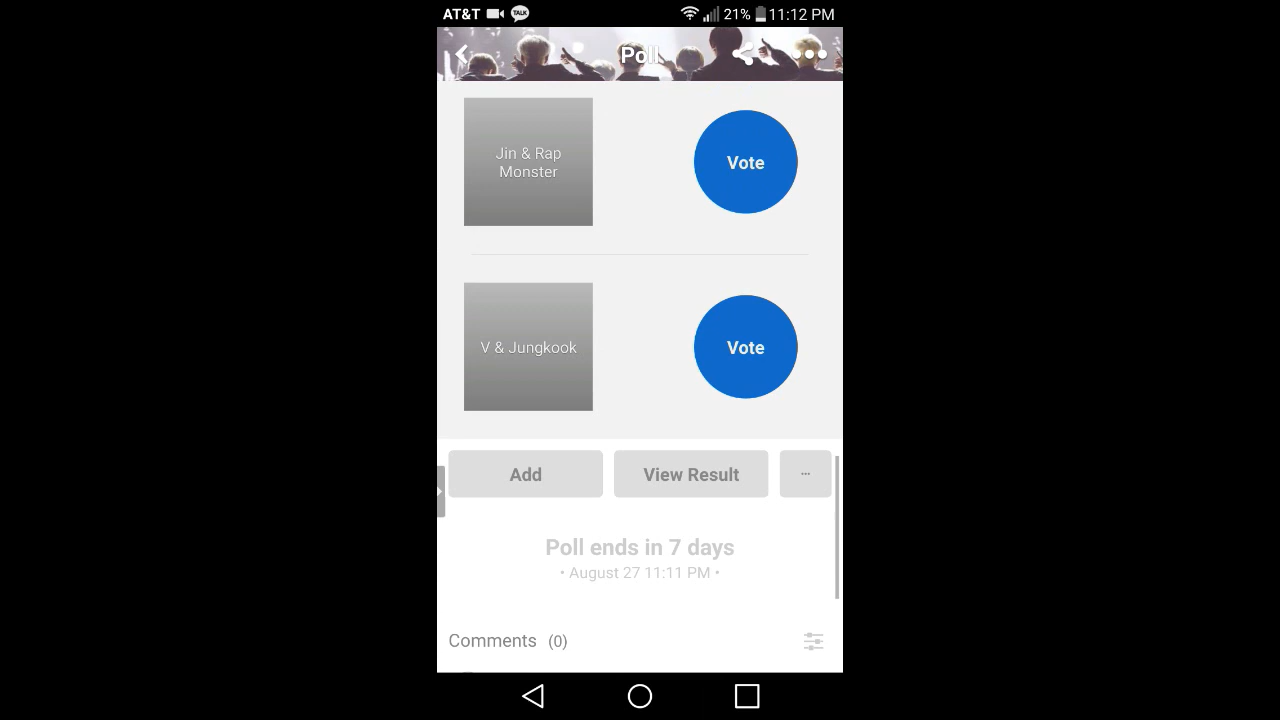 AT&T TALK 21% 11:12 PM
Poll
Jin & Rap
Monster
Vote
V & Jungkook
Vote
Add View Result ...
Poll ends in 7 days
• August 27 11:11 PM •
Comments (0)